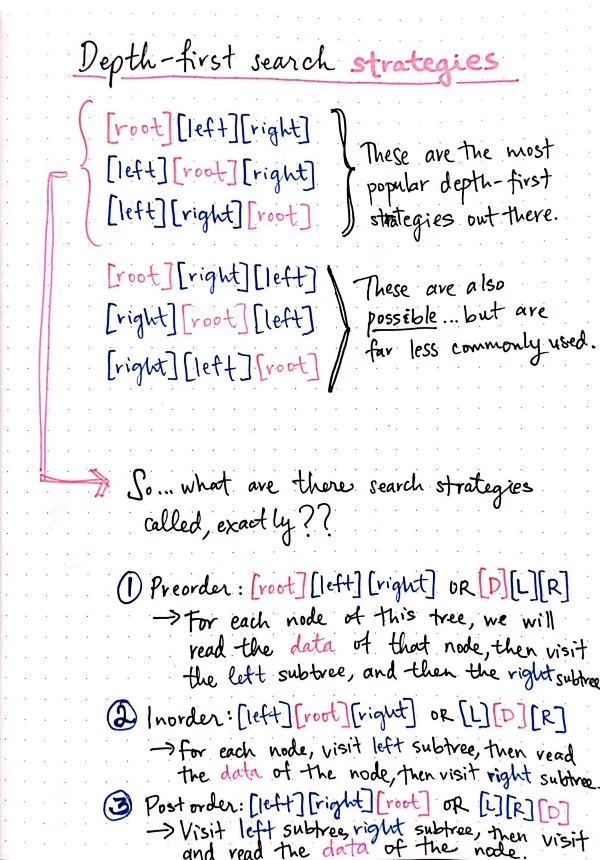 Depth-first search strategies
[root][left][right]
[left][root][right]
[left][right][root]
These are the most
popular depth-first
strategies out there.
[root][right][left]
[right][root][left]
[right][left][root]
These are also
possible...but are
far less commonly used.
So... what are there search strategies
called, exactly??
① Preorder: [root][left][right] OR [D][L][R]
→ For each node of this tree, we will
read the data of that node, then visit
the left subtree, and then the right subtree
② Inorder: [left][root][right] OR [L][D][R]
→ For each node, visit left subtree, then read
the data of the node, then visit right subtree.
③ Post order: [left][right][root] OR [L][R][D]
→ Visit left subtree, right subtree, then visit
and read the data of the node.